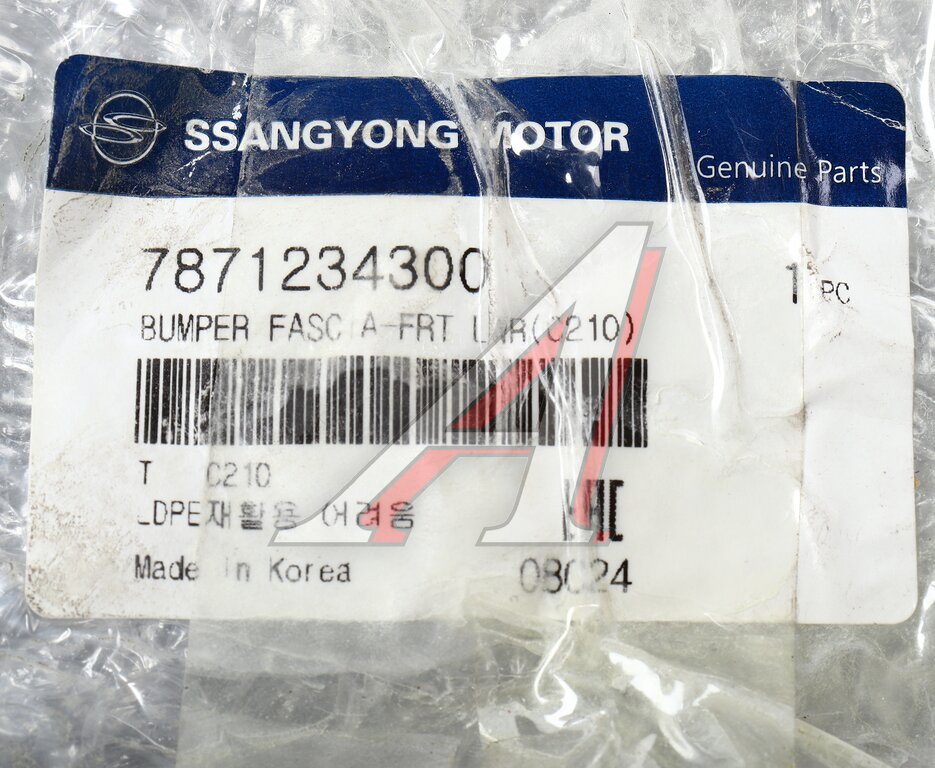 SSANGYONG MOTOR
Genuine Parts
7871234300
1 PC
BUMPER FASCIA-FRT LWR(C210)
T C210
LDPE재활용 어려움
EAC
Made in Korea
08C24